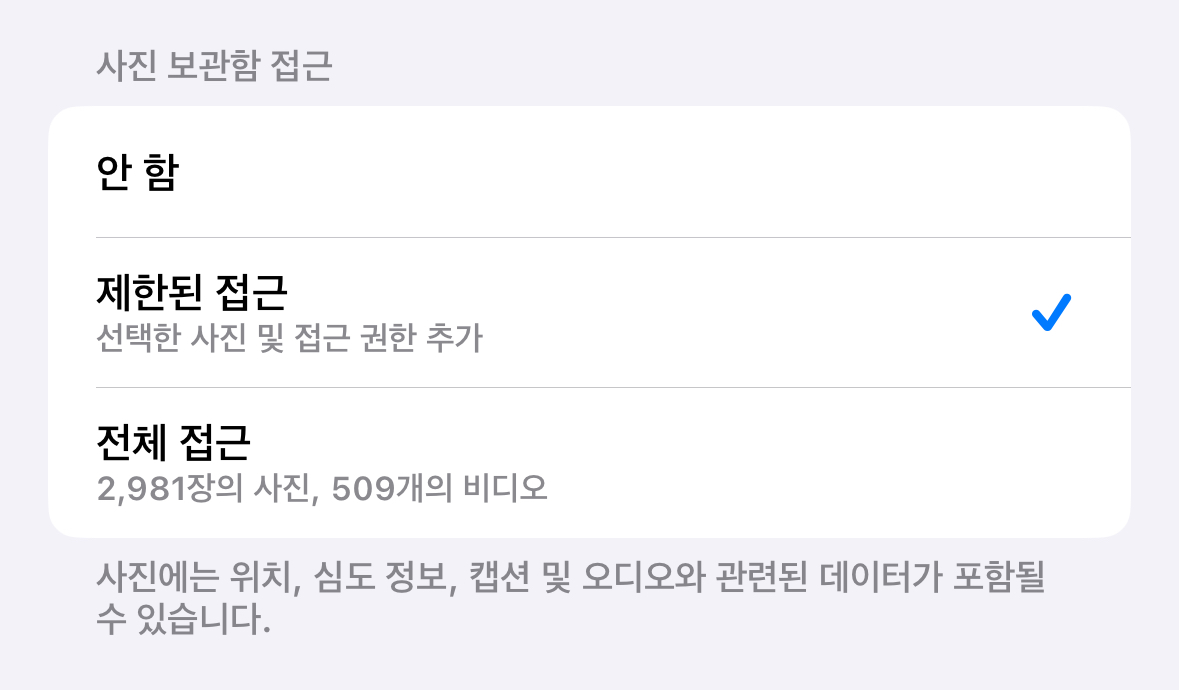 사진 보관함 접근
안 함
제한된 접근
선택한 사진 및 접근 권한 추가
전체 접근
2,981장의 사진, 509개의 비디오
사진에는 위치, 심도 정보, 캡션 및 오디오와 관련된 데이터가 포함될
수 있습니다.